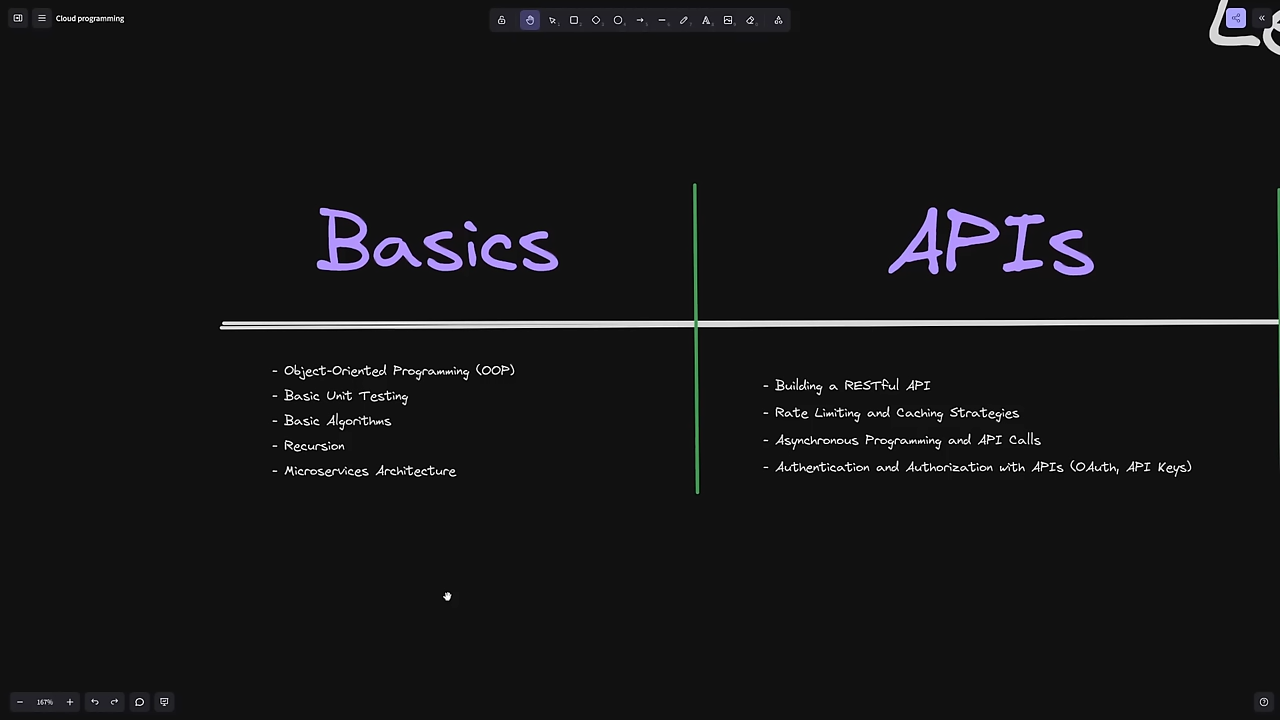 Cloud programming
Basics
APIs
- Object-Oriented Programming (OOP)
- Basic Unit Testing
- Basic Algorithms
- Recursion
- Microservices Architecture
- Building a RESTful API
- Rate Limiting and Caching Strategies
- Asynchronous Programming and API Calls
- Authentication and Authorization with APIs (OAuth, API Keys)
167%